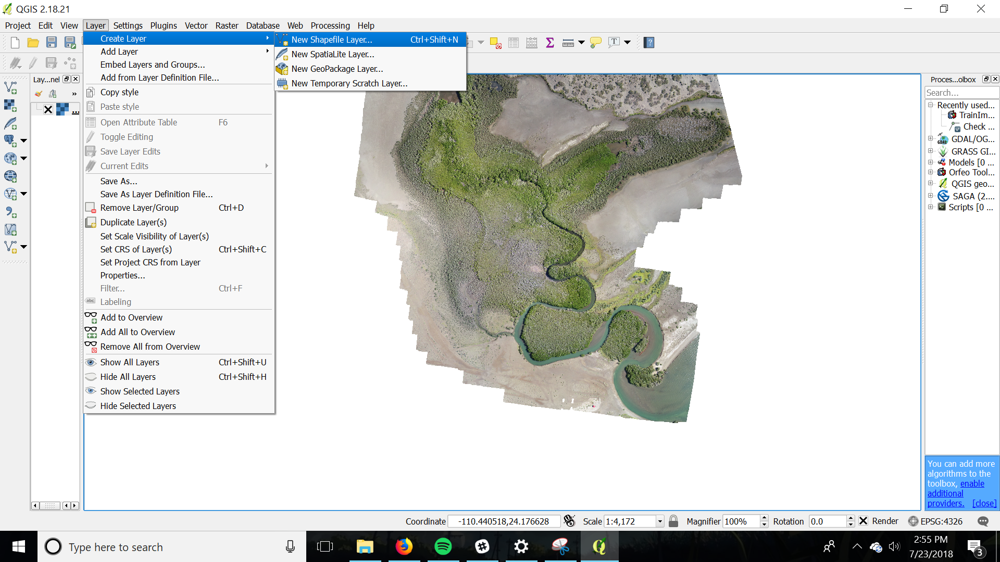 QGIS 2.18.21
Project Edit View Layer Settings Plugins Vector Raster Database Web Processing Help
Create Layer
Add Layer
Embed Layers and Groups...
Add from Layer Definition File...
Copy style
Paste style
Open Attribute Table F6
Toggle Editing
Save Layer Edits
Current Edits
Save As...
Save As Layer Definition File...
Remove Layer/Group Ctrl+D
Duplicate Layer(s)
Set Scale Visibility of Layer(s)
Set CRS of Layer(s) Ctrl+Shift+C
Set Project CRS from Layer
Properties...
Filter... Ctrl+F
abc Labeling
Add to Overview
Add All to Overview
Remove All from Overview
Show All Layers Ctrl+Shift+U
Hide All Layers Ctrl+Shift+H
Show Selected Layers
Hide Selected Layers
New Shapefile Layer... Ctrl+Shift+N
New SpatiaLite Layer...
New GeoPackage Layer...
New Temporary Scratch Layer...
Lay...nel
»
...
Proces...olbox
Search...
Recently used...
TrainIm...
Check ...
GDAL GDAL/OG...
GRASS GI...
Models [0 ...
Orfeo Tool...
QGIS geo...
SAGA (2....
Scripts [0 ...
You can add more
algorithms to the
toolbox, enable
additional
providers. [close]
Coordinate -110.440518,24.176628 Scale 1:4,172 Magnifier 100% Rotation 0.0 Render EPSG:4326
Type here to search
2:55 PM
7/23/2018
3